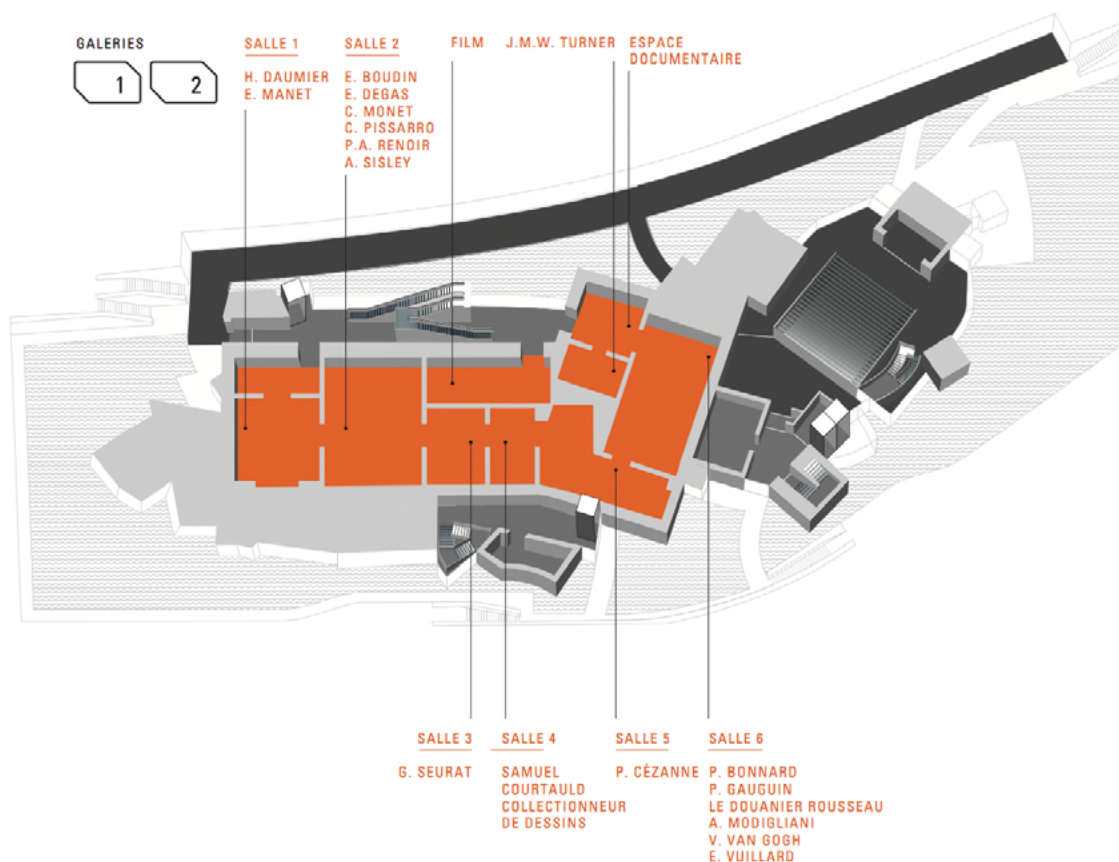 GALERIES
1
2
SALLE 1
H. DAUMIER
E. MANET
SALLE 2
E. BOUDIN
E. DEGAS
C. MONET
C. PISSARRO
P.A. RENOIR
A. SISLEY
FILM
J.M.W. TURNER
ESPACE
DOCUMENTAIRE
SALLE 3
G. SEURAT
SALLE 4
SAMUEL
COURTAULD
COLLECTIONNEUR
DE DESSINS
SALLE 5
P. CÉZANNE
SALLE 6
P. BONNARD
P. GAUGUIN
LE DOUANIER ROUSSEAU
A. MODIGLIANI
V. VAN GOGH
E. VUILLARD